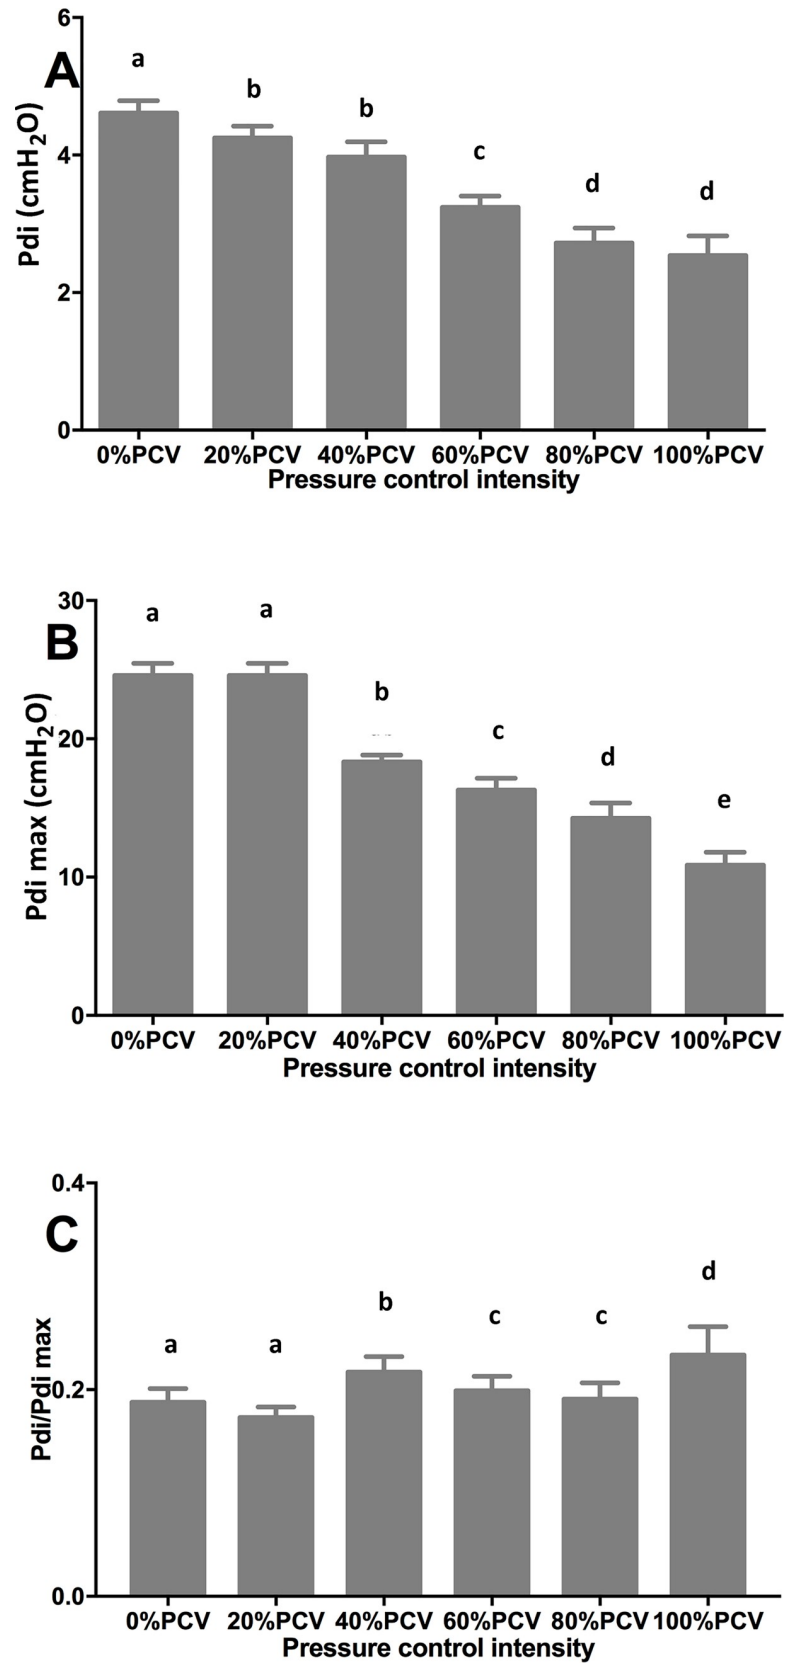 6
a
A
b
b
c
d
d
4
2
0
Pdi (cmH2O)
0%PCV 20%PCV 40%PCV 60%PCV 80%PCV 100%PCV
Pressure control intensity
30
a
a
B
b
c
d
e
20
10
0
Pdi max (cmH2O)
0%PCV 20%PCV 40%PCV 60%PCV 80%PCV 100%PCV
Pressure control intensity
0.4
C
a
a
b
c
c
d
0.2
0.0
Pdi/Pdi max
0%PCV 20%PCV 40%PCV 60%PCV 80%PCV 100%PCV
Pressure control intensity